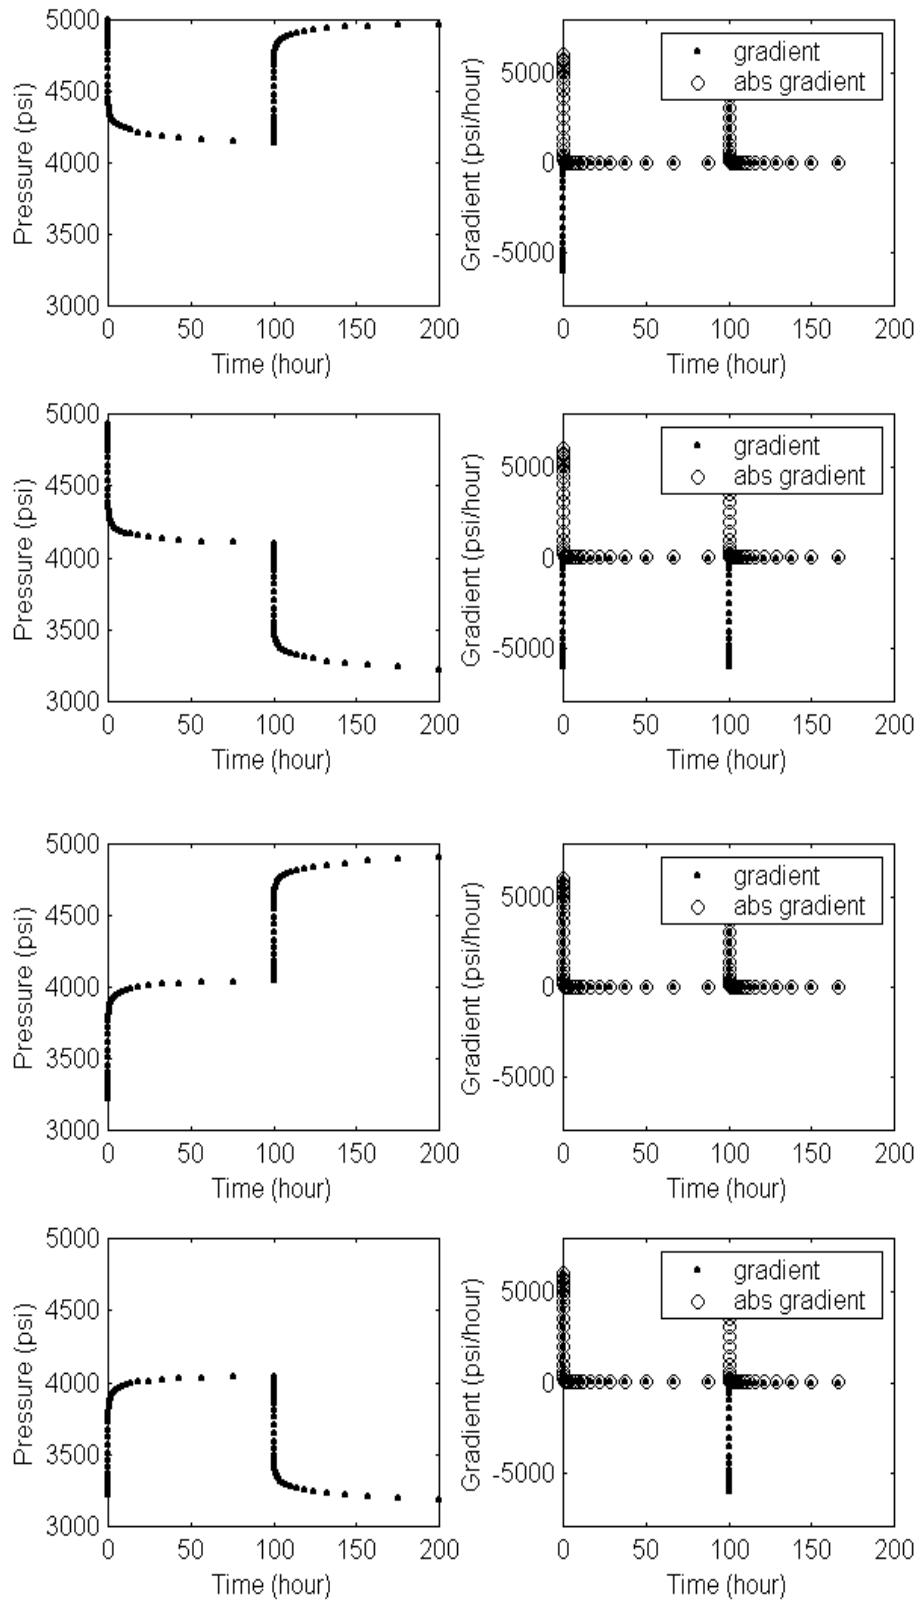 5000
4500
4000
3500
3000
Pressure (psi)
0 50 100 150 200
Time (hour)
5000
0
-5000
Gradient (psi/hour)
gradient
abs gradient
0 50 100 150 200
Time (hour)
5000
4500
4000
3500
3000
Pressure (psi)
0 50 100 150 200
Time (hour)
5000
0
-5000
Gradient (psi/hour)
gradient
abs gradient
0 50 100 150 200
Time (hour)
5000
4500
4000
3500
3000
Pressure (psi)
0 50 100 150 200
Time (hour)
5000
0
-5000
Gradient (psi/hour)
gradient
abs gradient
0 50 100 150 200
Time (hour)
5000
4500
4000
3500
3000
Pressure (psi)
0 50 100 150 200
Time (hour)
5000
0
-5000
Gradient (psi/hour)
gradient
abs gradient
0 50 100 150 200
Time (hour)